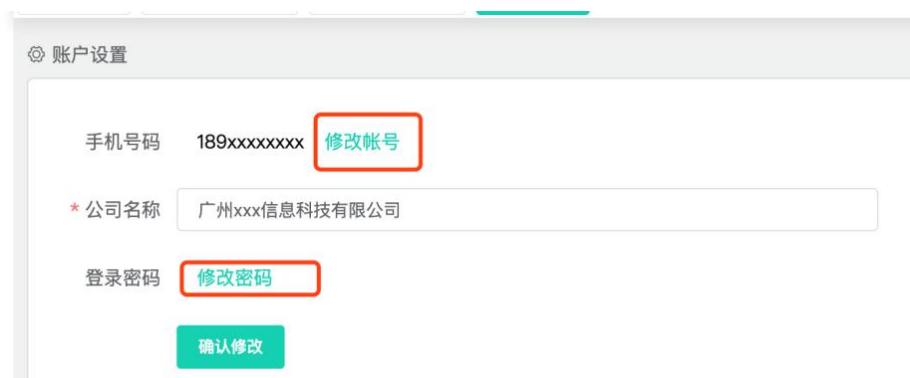 账户设置
手机号码 189xxxxxxxx 修改帐号
* 公司名称 广州xxx信息科技有限公司
登录密码 修改密码
确认修改